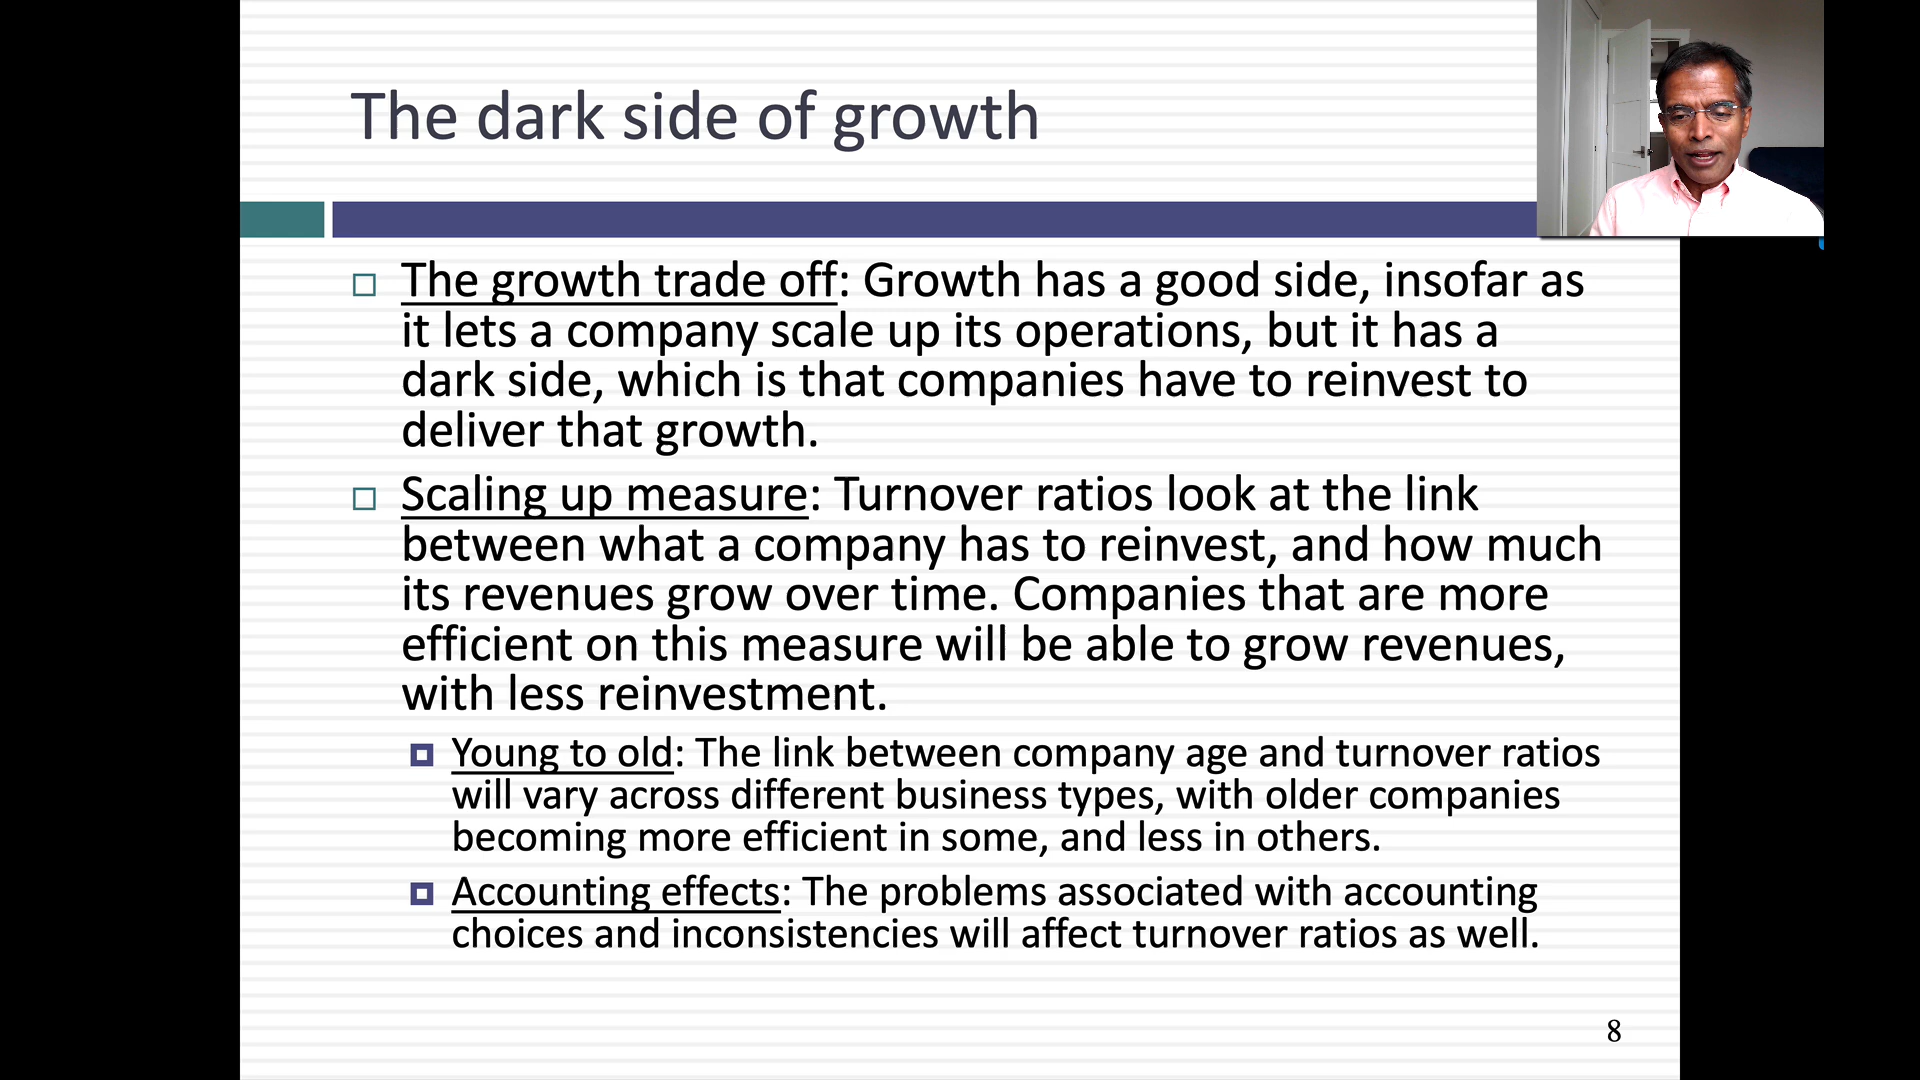 The dark side of growth
The growth trade off: Growth has a good side, insofar as
it lets a company scale up its operations, but it has a
dark side, which is that companies have to reinvest to
deliver that growth.
Scaling up measure: Turnover ratios look at the link
between what a company has to reinvest, and how much
its revenues grow over time. Companies that are more
efficient on this measure will be able to grow revenues,
with less reinvestment.
Young to old: The link between company age and turnover ratios
will vary across different business types, with older companies
becoming more efficient in some, and less in others.
Accounting effects: The problems associated with accounting
choices and inconsistencies will affect turnover ratios as well.
8